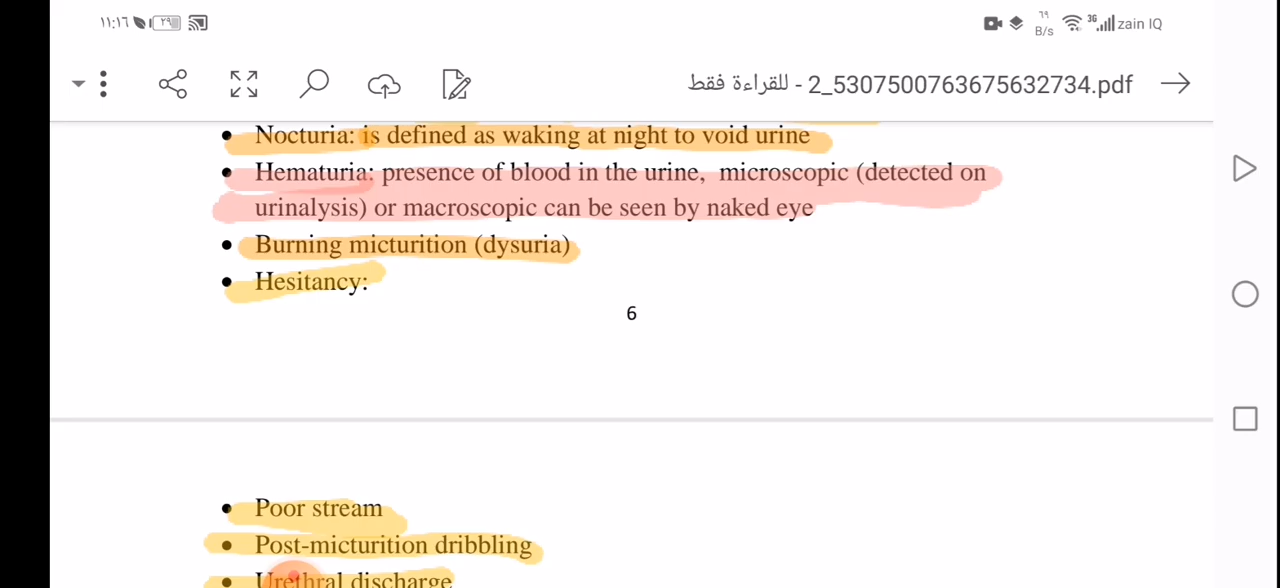 ١١:١٦ ٢٩ ٦٩ B/s 3G zain IQ
2_5307500763675632734.pdf - للقراءة فقط
• Nocturia: is defined as waking at night to void urine
• Hematuria: presence of blood in the urine, microscopic (detected on
urinalysis) or macroscopic can be seen by naked eye
• Burning micturition (dysuria)
• Hesitancy:
6
• Poor stream
• Post-micturition dribbling
• Urethral discharge